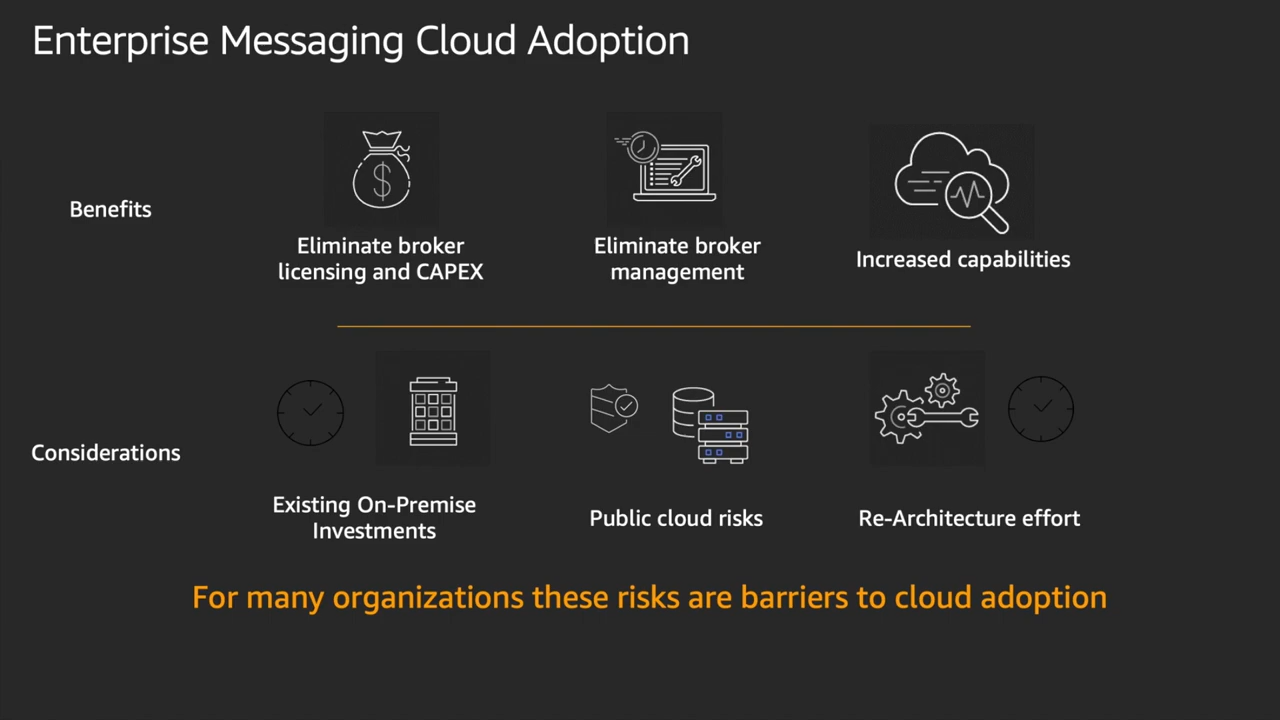 Enterprise Messaging Cloud Adoption
Benefits
Eliminate broker
licensing and CAPEX
Eliminate broker
management
Increased capabilities
Considerations
Existing On-Premise
Investments
Public cloud risks
Re-Architecture effort
For many organizations these risks are barriers to cloud adoption